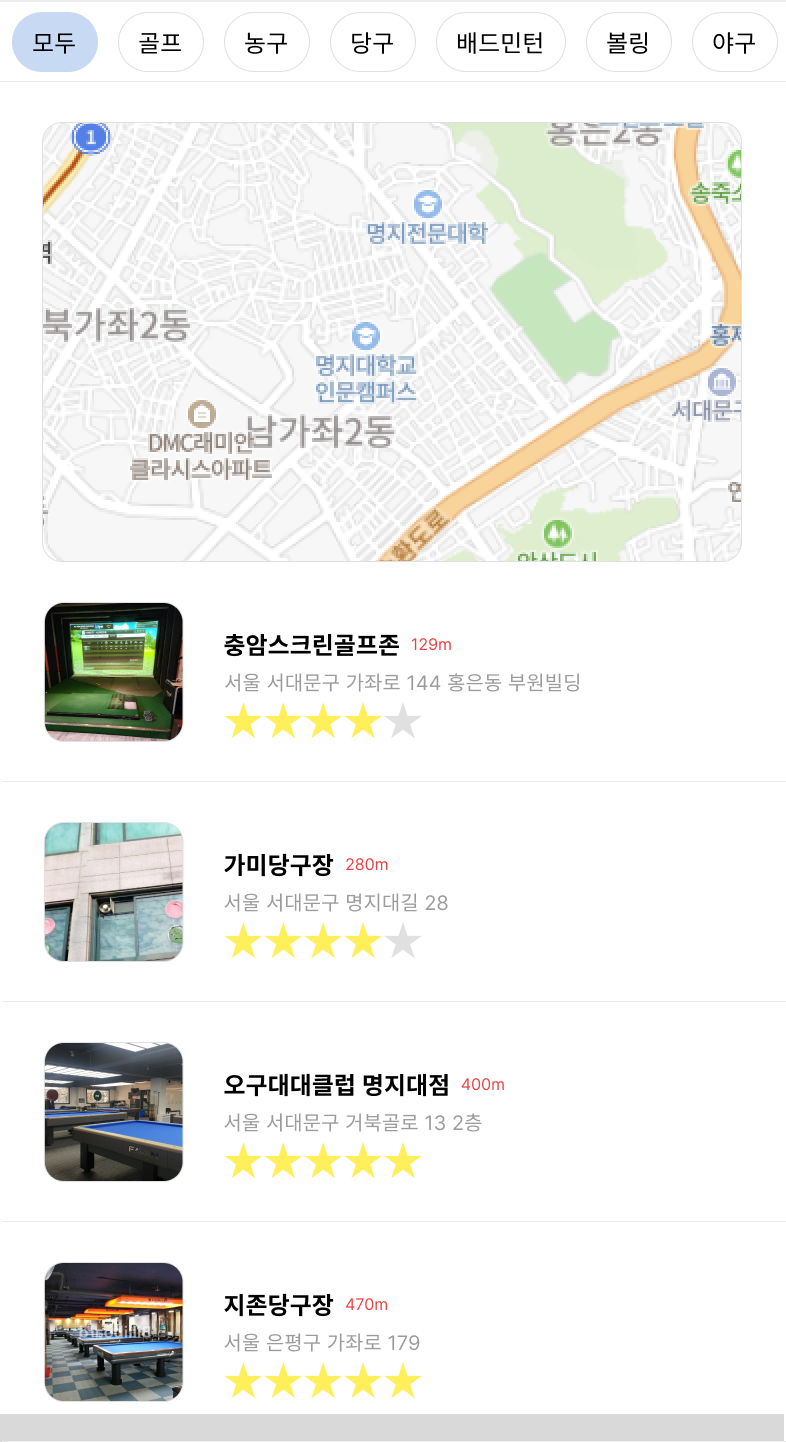 모두 골프 농구 당구 배드민턴 볼링 야구
1
홍은2동
송죽
명지전문대학
역
북가좌2동
홍제
명지대학교
인문캠퍼스
서대문구
DMC래미안
클라시스아파트
남가좌2동
연
안산도시
충암스크린골프존 129m
서울 서대문구 가좌로 144 홍은동 부원빌딩
가미당구장 280m
서울 서대문구 명지대길 28
오구대대클럽 명지대점 400m
서울 서대문구 거북골로 13 2층
지존당구장 470m
서울 은평구 가좌로 179